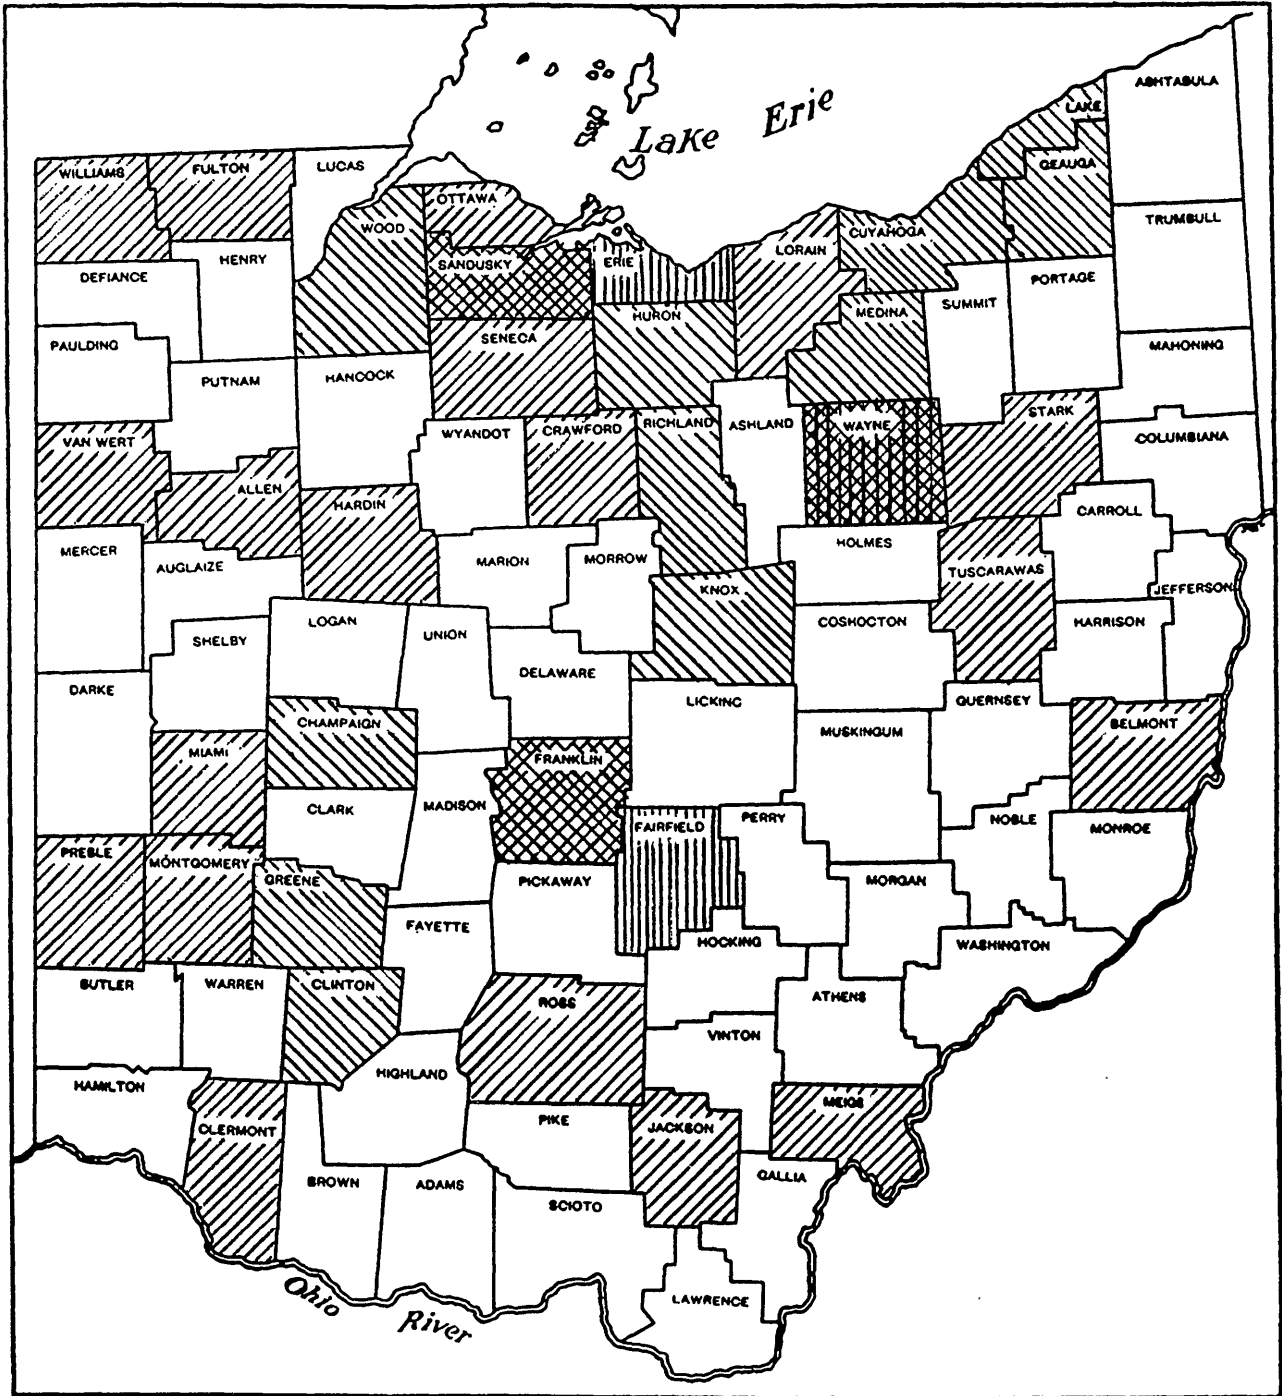 Lake Erie
ASHTABULA
LAKE
GEAUGA
WILLIAMS
FULTON
LUCAS
OTTAWA
WOOD
SANDUSKY
ERIE
LORAIN
CUYAHOGA
TRUMBULL
DEFIANCE
HENRY
HURON
MEDINA
SUMMIT
PORTAGE
PAULDING
PUTNAM
HANCOCK
SENECA
MAHONING
VAN WERT
ALLEN
WYANDOT
CRAWFORD
RICHLAND
ASHLAND
WAYNE
STARK
COLUMBIANA
HARDIN
CARROLL
MERCER
AUGLAIZE
MARION
MORROW
HOLMES
TUSCARAWAS
JEFFERSON
KNOX
SHELBY
LOGAN
UNION
COSHOCTON
HARRISON
DARKE
DELAWARE
LICKING
GUERNSEY
BELMONT
MIAMI
CHAMPAIGN
FRANKLIN
MUSKINGUM
CLARK
MADISON
FAIRFIELD
PERRY
NOBLE
MONROE
PREBLE
MONTGOMERY
GREENE
PICKAWAY
MORGAN
FAYETTE
HOCKING
WASHINGTON
BUTLER
WARREN
CLINTON
ROSS
ATHENS
VINTON
HAMILTON
HIGHLAND
CLERMONT
PIKE
JACKSON
MEIGS
BROWN
ADAMS
SCIOTO
GALLIA
LAWRENCE
Ohio River